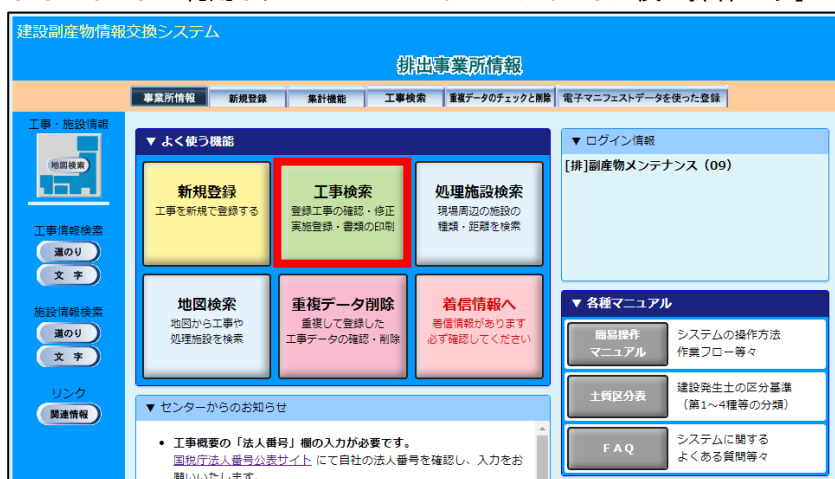 建設副産物情報交換システム
排出事業所情報
事業所情報 新規登録 集計機能 工事検索 重複データのチェックと削除 電子マニフェストデータを使った登録
工事・施設情報
地図検索
工事情報検索
道のり
文 字
施設情報検索
道のり
文 字
リンク
関連情報
▼ よく使う機能
新規登録
工事を新規で登録する
工事検索
登録工事の確認・修正
実施登録・書類の印刷
処理施設検索
現場周辺の施設の
種類・距離を検索
地図検索
地図から工事や
処理施設を検索
重複データ削除
重複して登録した
工事データの確認・削除
着信情報へ
着信情報があります
必ず確認してください
▼ センターからのお知らせ
• 工事概要の「法人番号」欄の入力が必要です。
国税庁法人番号公表サイト にて自社の法人番号を確認し、入力をお
願いいたします。
▼ ログイン情報
[排]副産物メンテナンス（09）
▼ 各種マニュアル
簡易操作
マニュアル
システムの操作方法
作業フロー等々
土質区分表
建設発生土の区分基準
（第1～4種等の分類）
ＦＡＱ
システムに関する
よくある質問等々